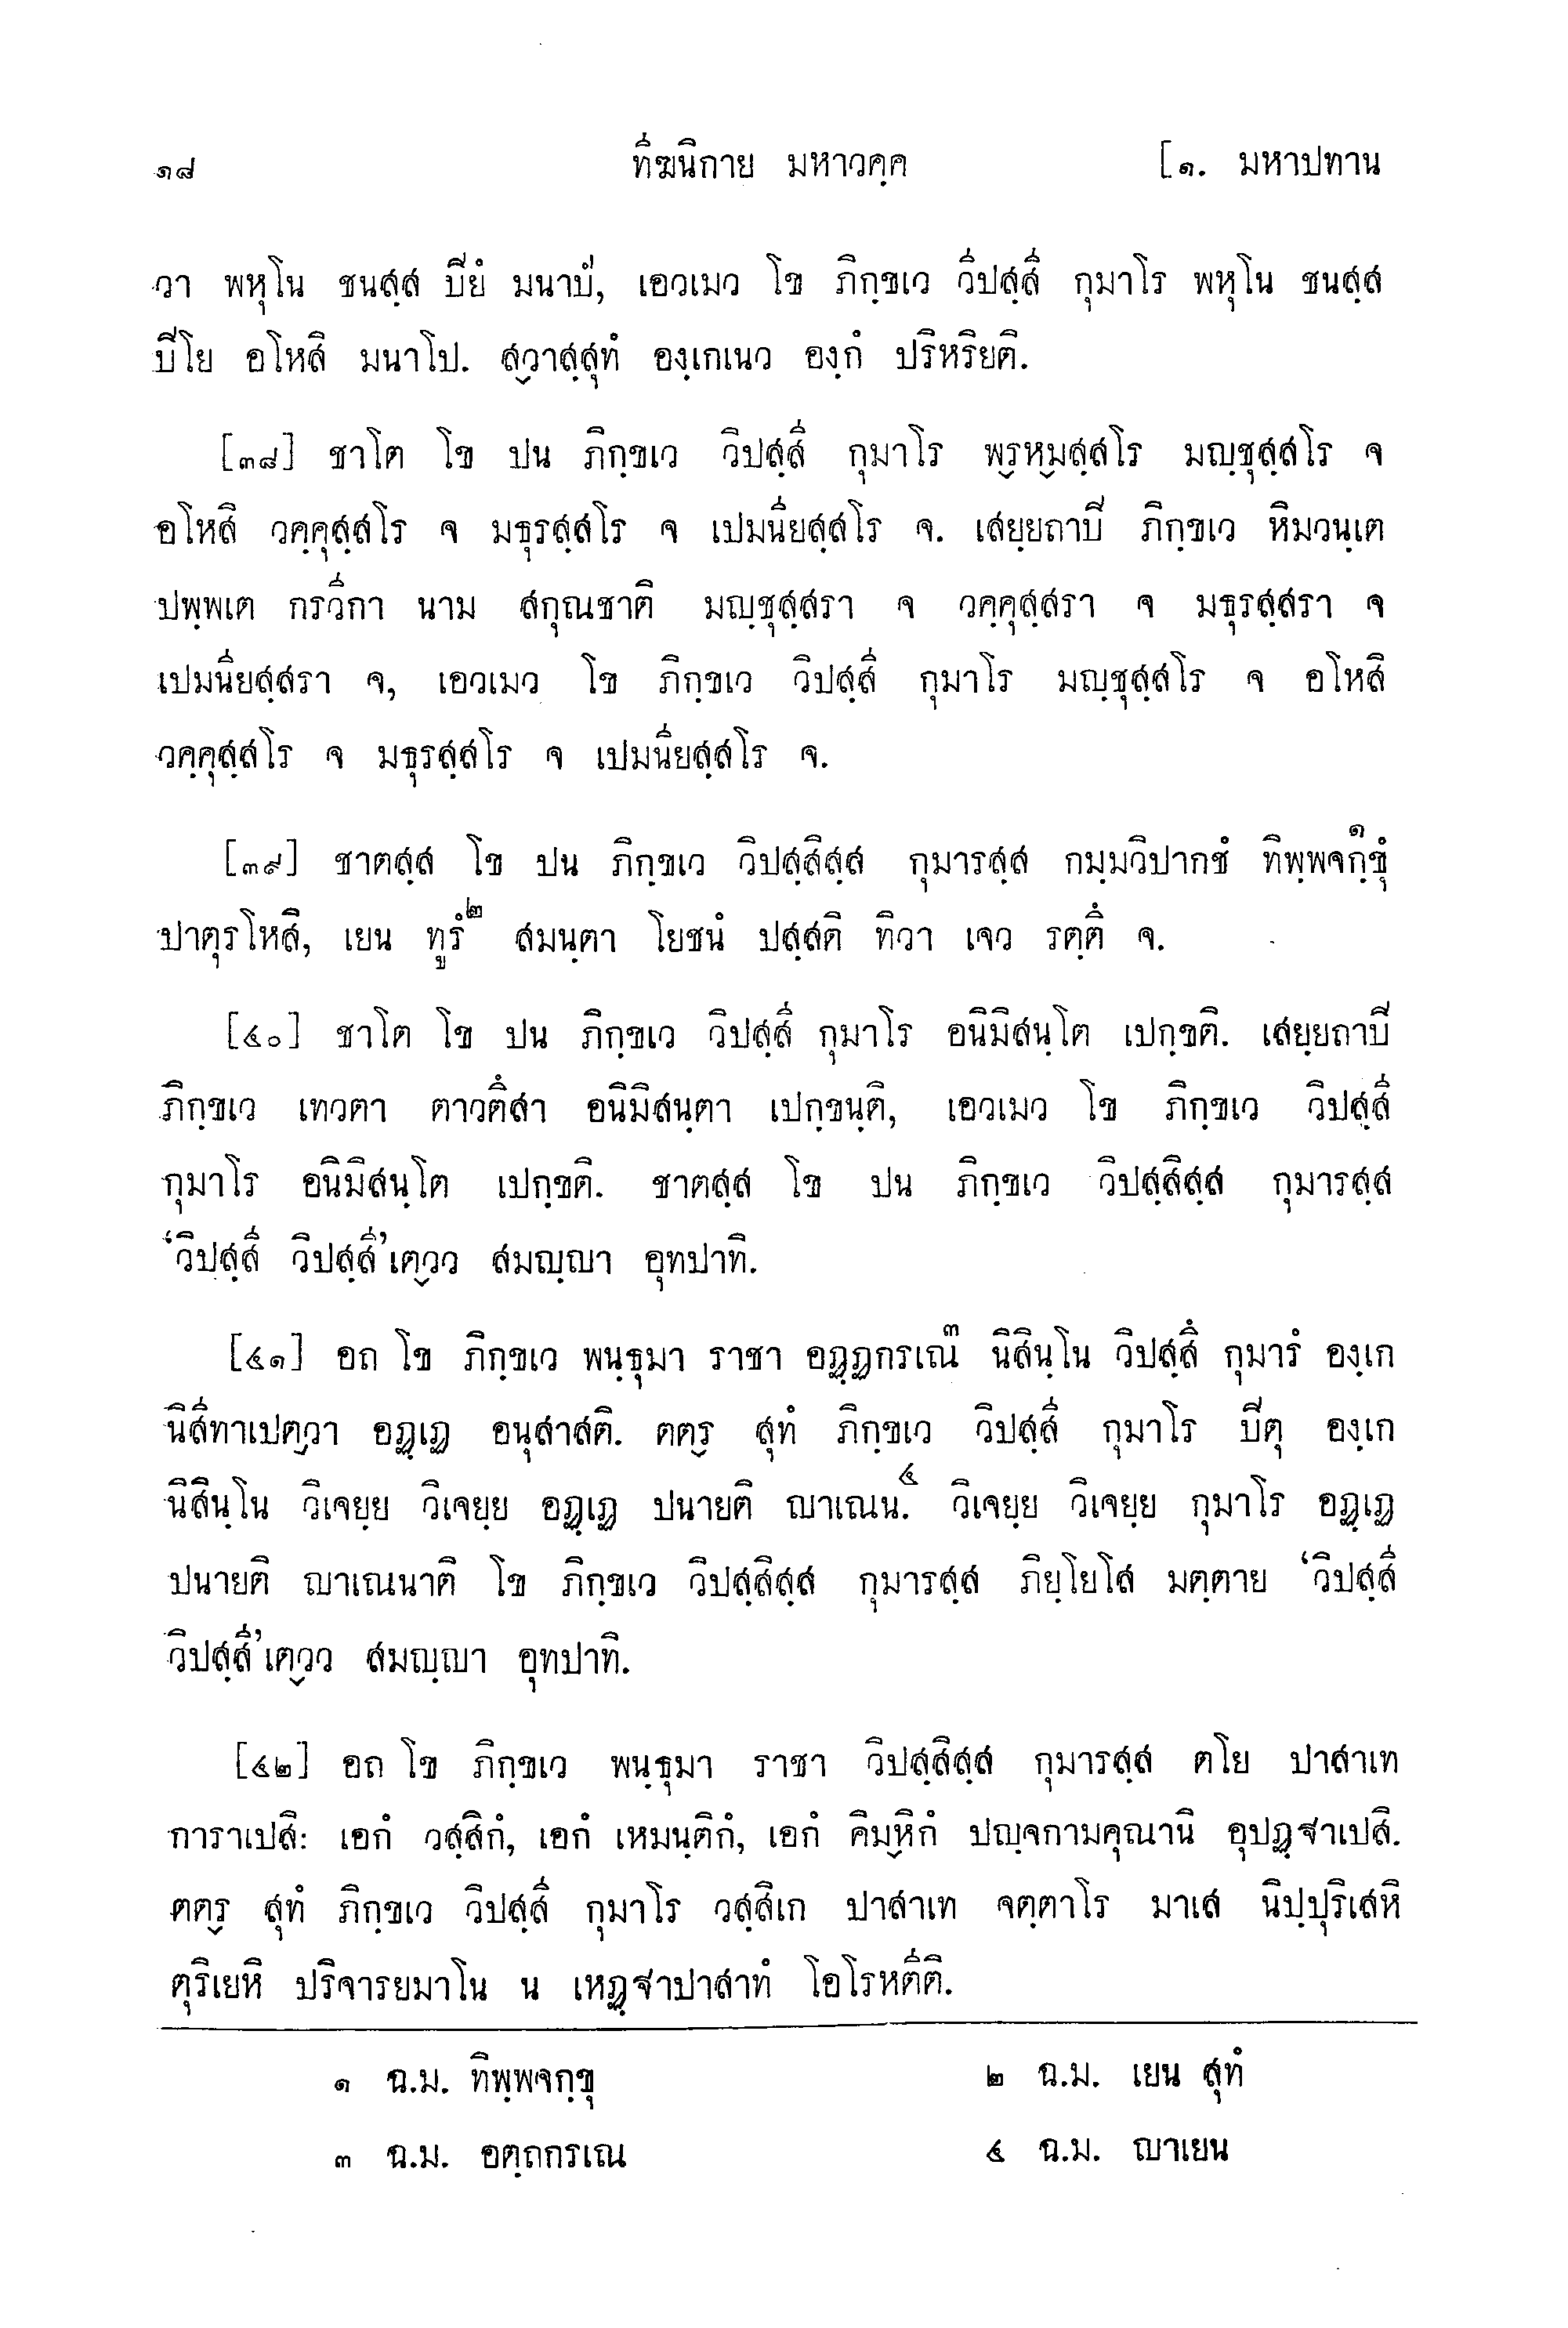 ๑๘ ทีฆนิกาย มหาวคฺค [๑. มหาปทาน
วา พหุโน ชนสฺส ปิยํ มนาปํ, เอวเมว โข ภิกฺขเว วิปสฺสี กุมาโร พหุโน ชนสฺส
ปิโย อโหสิ มนาโป. สฺวาสฺสุทํ องฺเกเนว องฺกํ ปริหริยติ.
[๓๘] ชาโต โข ปน ภิกฺขเว วิปสฺสี กุมาโร พฺรหฺมสฺสโร มญฺชุสฺสโร จ
อโหสิ วคฺคุสฺสโร จ มธุรสฺสโร จ เปมนียสฺสโร จ. เสยฺยถาปิ ภิกฺขเว หิมวนฺเต
ปพฺพเต กรวีกา นาม สกุณชาติ มญฺชุสฺสรา จ วคฺคุสฺสรา จ มธุรสฺสรา จ
เปมนียสฺสรา จ, เอวเมว โข ภิกฺขเว วิปสฺสี กุมาโร มญฺชุสฺสโร จ อโหสิ
วคฺคุสฺสโร จ มธุรสฺสโร จ เปมนียสฺสโร จ.
[๓๙] ชาตสฺส โข ปน ภิกฺขเว วิปสฺสิสฺส กุมารสฺส กมฺมวิปากชํ ทิพฺพจกฺขุํ๑
ปาตุรโหสิ, เยน ทูรํ๒ สมนฺตา โยชนํ ปสฺสติ ทิวา เจว รตฺตึ จ.
[๔๐] ชาโต โข ปน ภิกฺขเว วิปสฺสี กุมาโร อนิมิสนฺโต เปกฺขติ. เสยฺยถาปิ
ภิกฺขเว เทวตา ตาวตึสา อนิมิสนฺตา เปกฺขนฺติ, เอวเมว โข ภิกฺขเว วิปสฺสี
กุมาโร อนิมิสนฺโต เปกฺขติ. ชาตสฺส โข ปน ภิกฺขเว วิปสฺสิสฺส กุมารสฺส
‘วิปสฺสี วิปสฺสี’เตฺวว สมญฺญา อุทปาทิ.
[๔๑] อถ โข ภิกฺขเว พนฺธุมา ราชา อฏฺฏกรเณ๓ นิสินฺโน วิปสฺสึ กุมารํ องฺเก
นิสีทาเปตฺวา อฏฺเฏ อนุสาสติ. ตตฺร สุทํ ภิกฺขเว วิปสฺสี กุมาโร ปิตุ องฺเก
นิสินฺโน วิเจยฺย วิเจยฺย อฏฺเฏ ปนายติ ญาเณน.๔ วิเจยฺย วิเจยฺย กุมาโร อฏฺเฏ
ปนายติ ญาเณนาติ โข ภิกฺขเว วิปสฺสิสฺส กุมารสฺส ภิยฺโยโส มตฺตาย ‘วิปสฺสี
วิปสฺสี’เตฺวว สมญฺญา อุทปาทิ.
[๔๒] อถ โข ภิกฺขเว พนฺธุมา ราชา วิปสฺสิสฺส กุมารสฺส ตโย ปาสาเท
การาเปสิ: เอกํ วสฺสิกํ, เอกํ เหมนฺติกํ, เอกํ คิมฺหิกํ ปญฺจกามคุณานิ อุปฏฺฐาเปสิ.
ตตฺร สุทํ ภิกฺขเว วิปสฺสี กุมาโร วสฺสิเก ปาสาเท จตฺตาโร มาเส นิปฺปุริเสหิ
ตุริเยหิ ปริจารยมาโน น เหฏฺฐาปาสาทํ โอโรหตีติ.
๑ ฉ.ม. ทิพฺพจกฺขุ ๒ ฉ.ม. เยน สุทํ
๓ ฉ.ม. อตฺถกรเณ ๔ ฉ.ม. ญาเยน